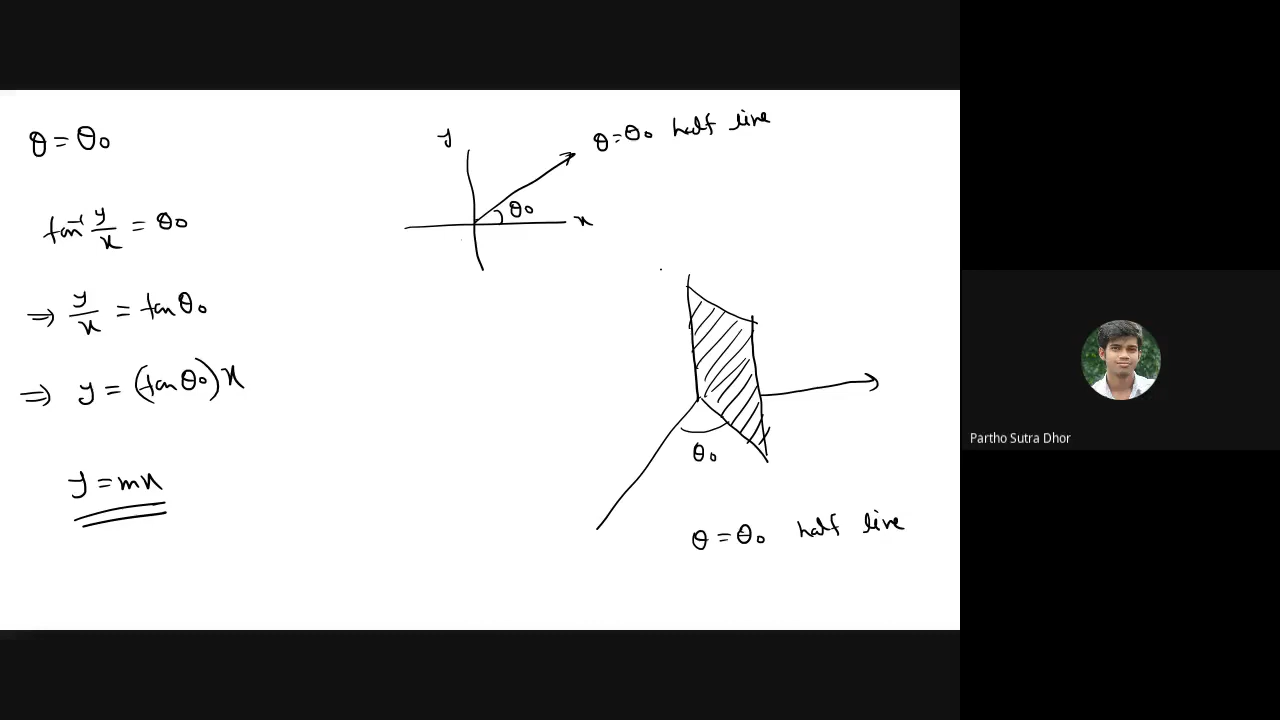 θ = θ₀
tan⁻¹ y/x = θ₀
⇒ y/x = tan θ₀
⇒ y = (tan θ₀) x
y = mx
y
θ = θ₀ half line
θ₀
x
θ₀
θ = θ₀ half line
Partho Sutra Dhor